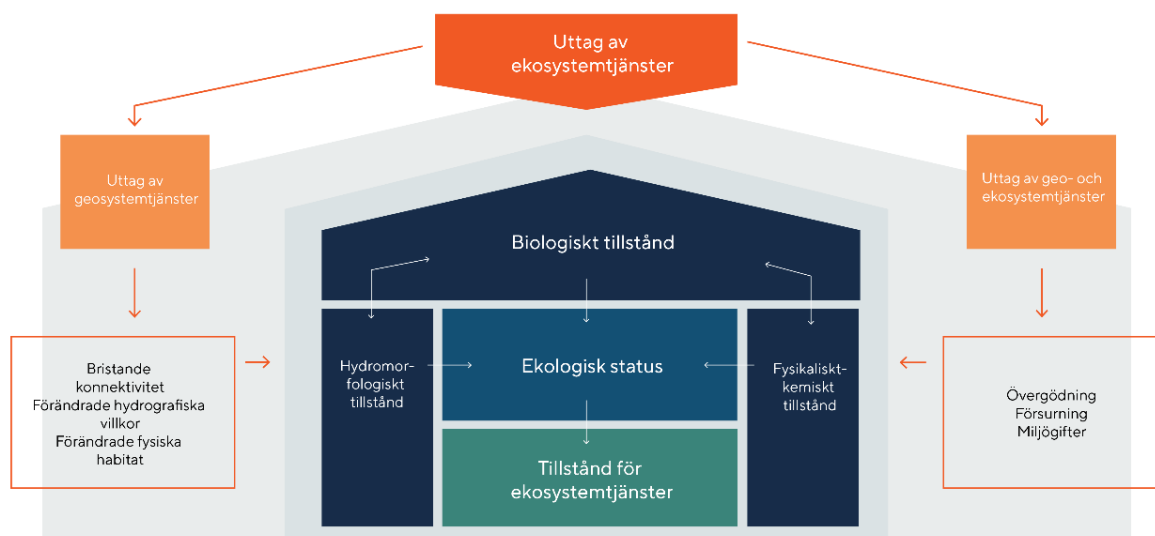 Uttag av
ekosystemtjänster
Uttag av
geosystemtjänster
Uttag av geo- och
ekosystemtjänster
Biologiskt tillstånd
Bristande
konnektivitet
Förändrade hydrografiska
villkor
Förändrade fysiska
habitat
Hydromor-
fologiskt
tillstånd
Ekologisk status
Fysikaliskt-
kemiskt
tillstånd
Övergödning
Försurning
Miljögifter
Tillstånd för
ekosystemtjänster